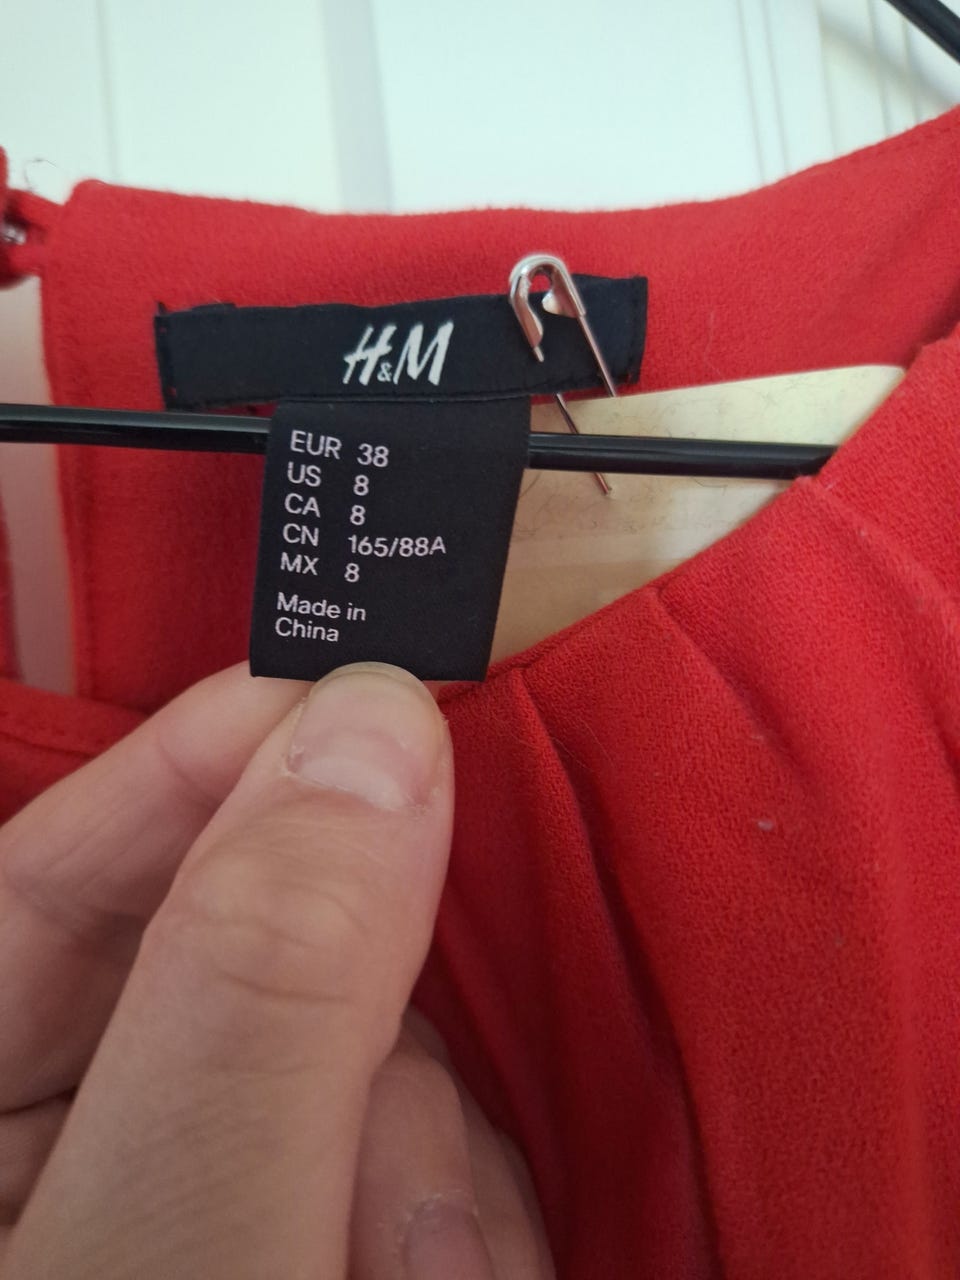 H&M
EUR 38
US 8
CA 8
CN 165/88A
MX 8
Made in
China